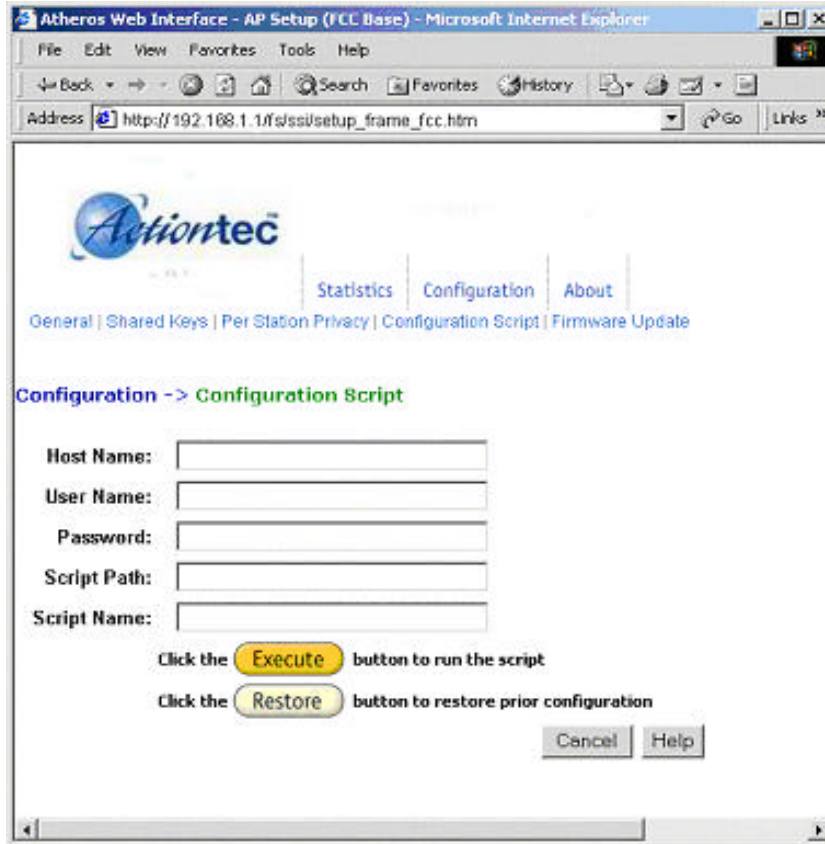 Atheros Web Interface - AP Setup (FCC Base) - Microsoft Internet Explorer
File Edit View Favorites Tools Help
Back Search Favorites History
Address http://192.168.1.1/fs/ssi/setup_frame_fcc.htm Go Links »
Actiontec
Statistics Configuration About
General | Shared Keys | Per Station Privacy | Configuration Script | Firmware Update
Configuration -> Configuration Script
Host Name:
User Name:
Password:
Script Path:
Script Name:
Click the Execute button to run the script
Click the Restore button to restore prior configuration
Cancel Help